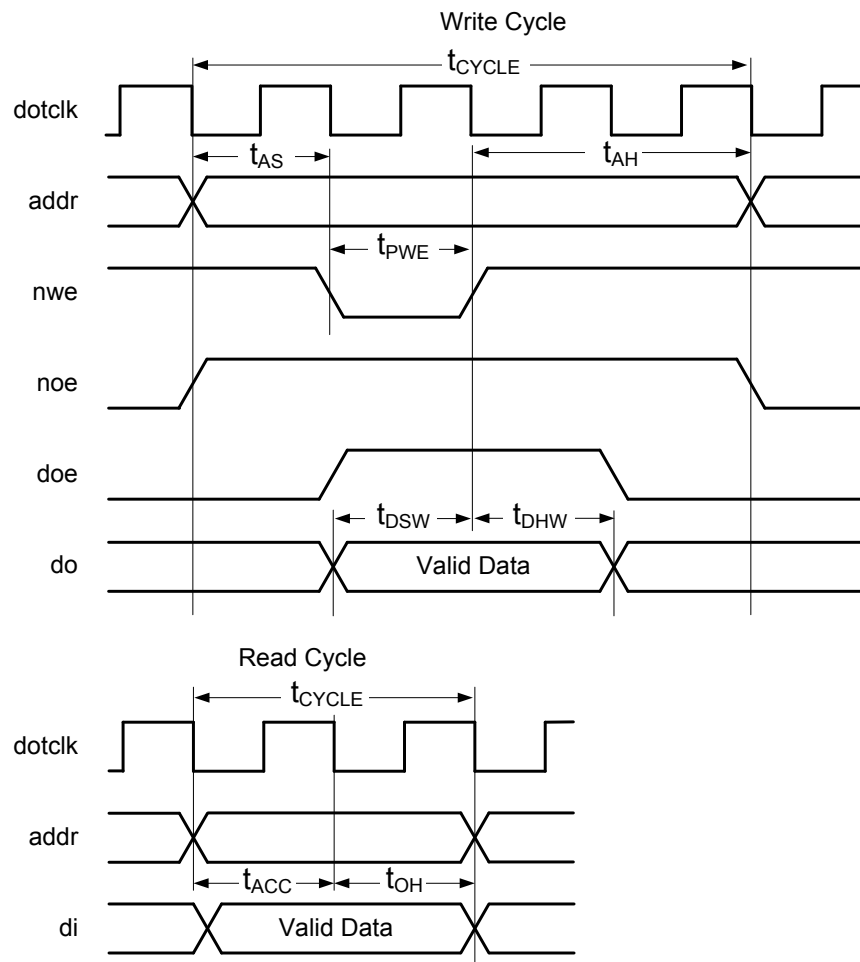 Write Cycle
tCYCLE
dotclk
tAS
tAH
addr
tPWE
nwe
noe
doe
tDSW
tDHW
do
Valid Data
Read Cycle
tCYCLE
dotclk
addr
tACC
tOH
di
Valid Data